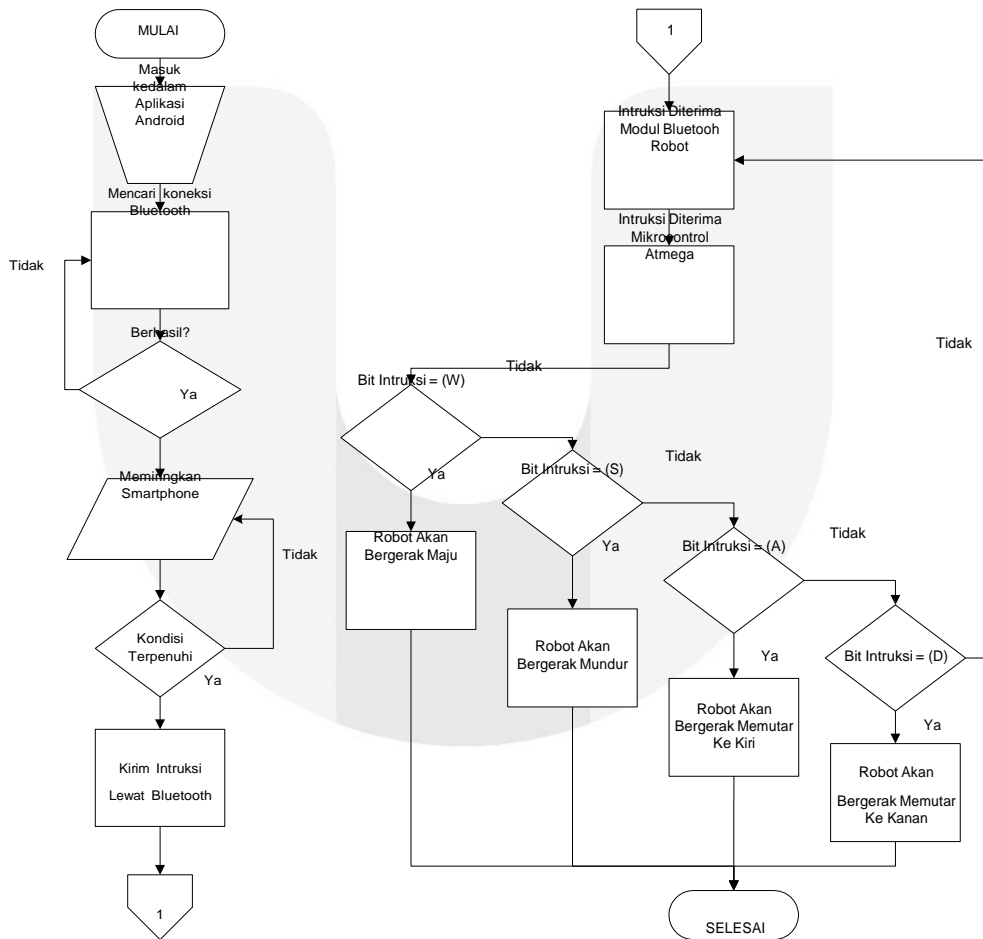 MULAI
Masuk
kedalam
Aplikasi
Android
Mencari koneksi
Bluetooth
Tidak
Berhasil?
Ya
Memiringkan
Smartphone
Tidak
Kondisi
Terpenuhi
Ya
Kirim Intruksi
Lewat Bluetooth
1
1
Intruksi Diterima
Modul Bluetooh
Robot
Intruksi Diterima
Mikrocontrol
Atmega
Tidak
Tidak
Bit Intruksi = (W)
Ya
Robot Akan
Bergerak Maju
Bit Intruksi = (S)
Tidak
Ya
Robot Akan
Bergerak Mundur
Bit Intruksi = (A)
Tidak
Ya
Robot Akan
Bergerak Memutar
Ke Kiri
Bit Intruksi = (D)
Ya
Robot Akan
Bergerak Memutar
Ke Kanan
SELESAI